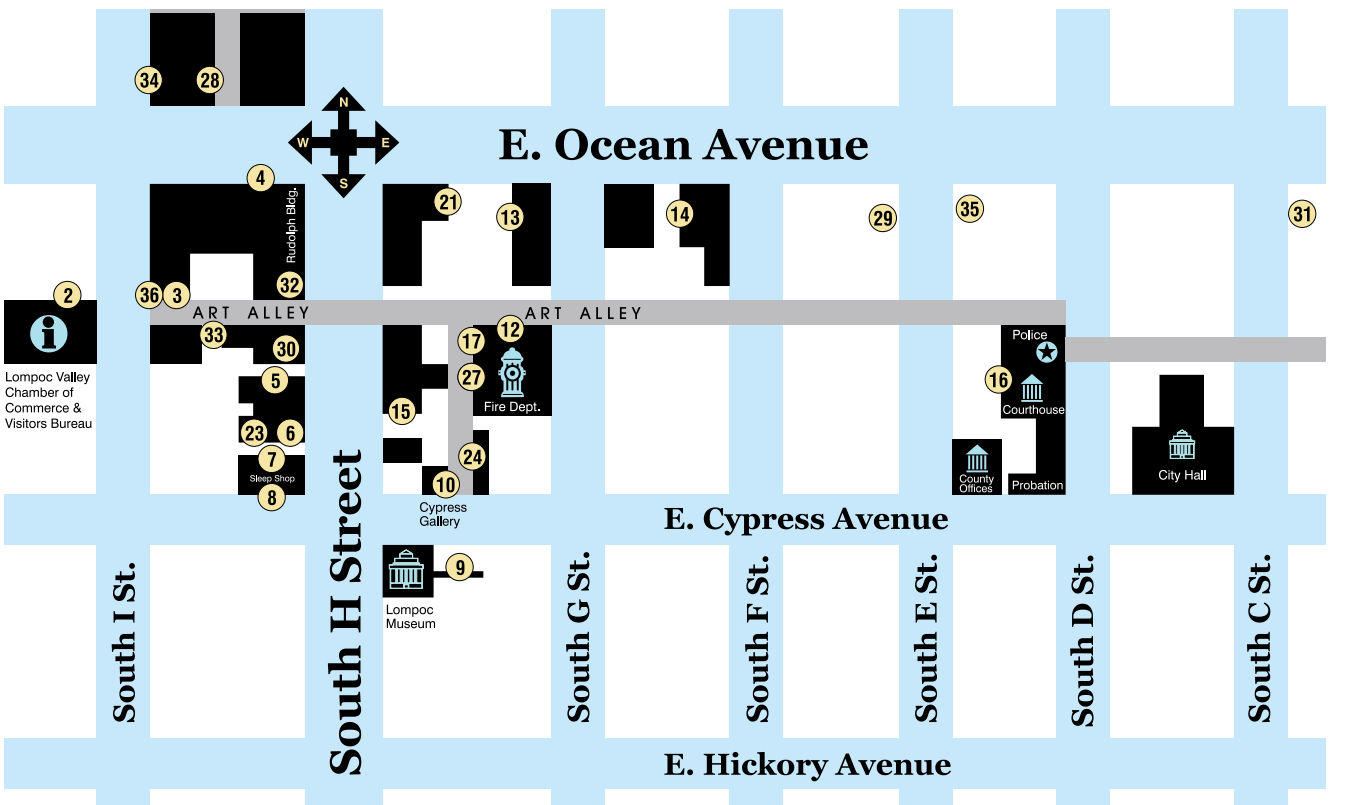 34
28
N
W
E
S
E. Ocean Avenue
4
Rudolph Bldg.
21
13
14
29
35
31
2
36
3
32
ART ALLEY
ART ALLEY
33
30
12
17
27
Fire Dept.
Police
16
Courthouse
Lompoc Valley
Chamber of
Commerce &
Visitors Bureau
5
15
23
6
7
Sleep Shop
8
24
10
Cypress
Gallery
County
Offices
Probation
City Hall
E. Cypress Avenue
9
Lompoc
Museum
South I St.
South H Street
South G St.
South F St.
South E St.
South D St.
South C St.
E. Hickory Avenue